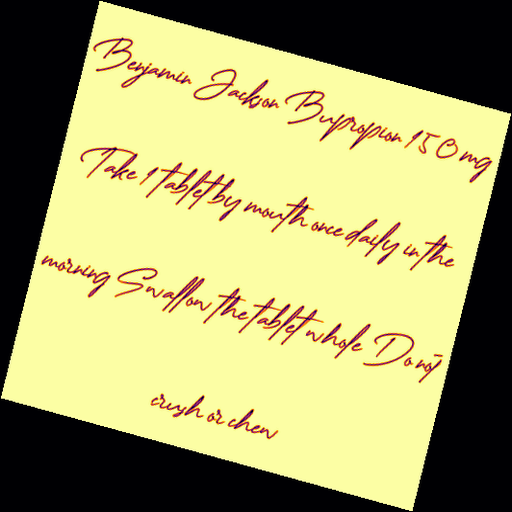 Benjamin Jackson Bupropion 150 mg
Take 1 tablet by mouth once daily in the
morning Swallow the tablet whole Do not
crush or chew